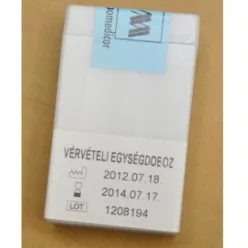 VÉRVÉTELI EGYSÉGDOBOZ
2012.07.18.
2014.07.17.
LOT 1208194